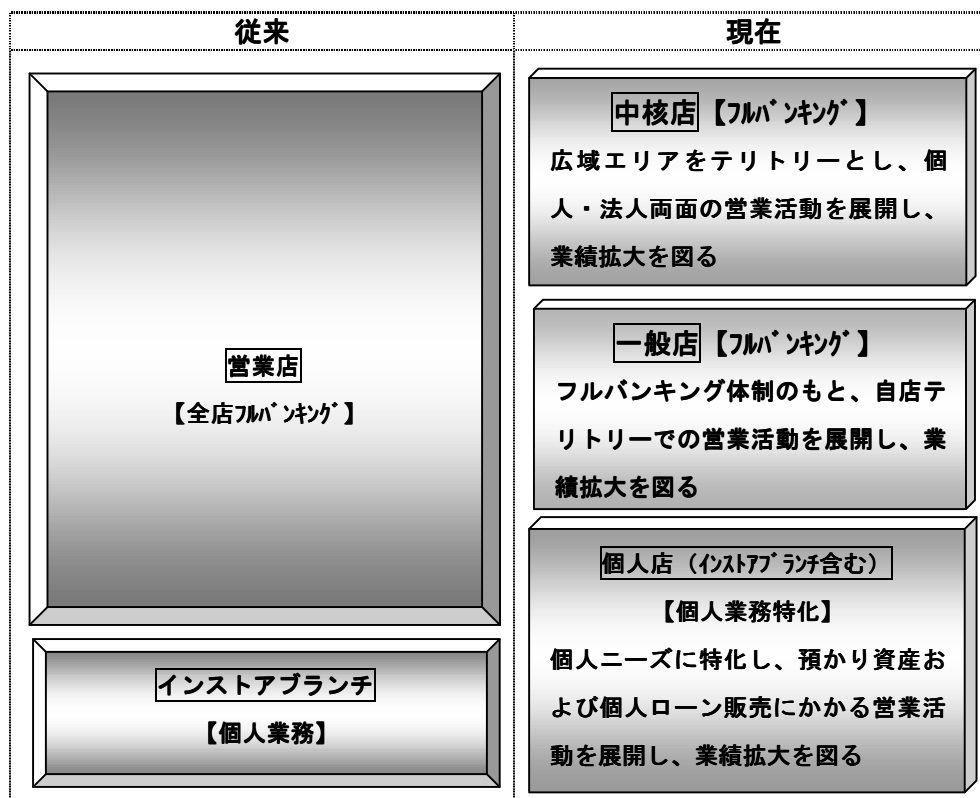 従来
営業店
【全店ﾌﾙﾊﾞﾝｷﾝｸﾞ】
インストアブランチ
【個人業務】
現在
中核店【ﾌﾙﾊﾞﾝｷﾝｸﾞ】
広域エリアをテリトリーとし、個
人・法人両面の営業活動を展開し、
業績拡大を図る
一般店【ﾌﾙﾊﾞﾝｷﾝｸﾞ】
フルバンキング体制のもと、自店テ
リトリーでの営業活動を展開し、業
績拡大を図る
個人店（ｲﾝｽﾄｱﾌﾞﾗﾝﾁ含む）
【個人業務特化】
個人ニーズに特化し、預かり資産お
よび個人ローン販売にかかる営業活
動を展開し、業績拡大を図る